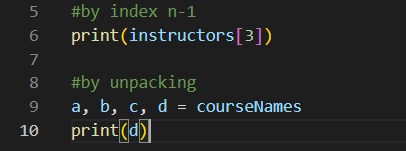 5 #by index n-1
6 print(instructors[3])
7
8 #by unpacking
9 a, b, c, d = courseNames
10 print(d)